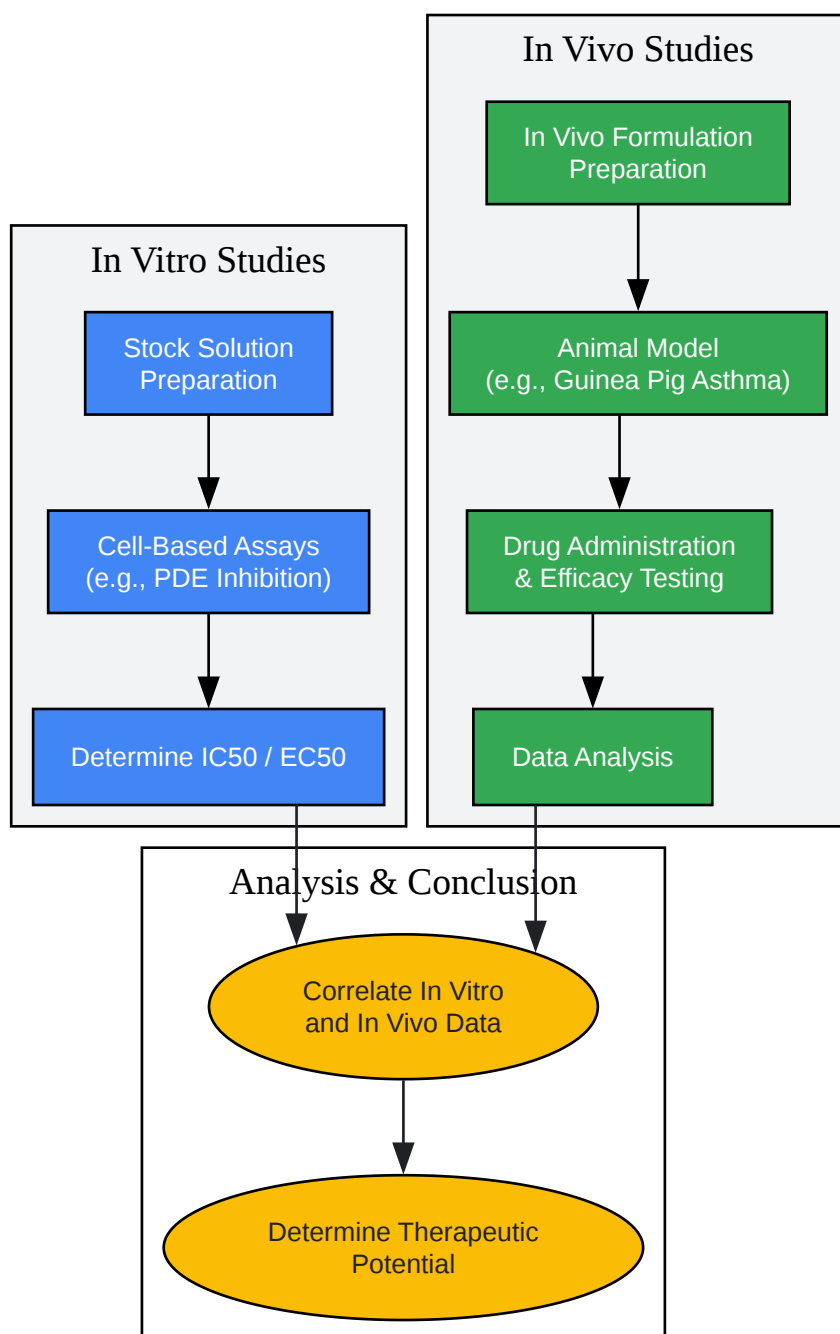 In Vivo Studies
In Vivo Formulation
Preparation
Animal Model
(e.g., Guinea Pig Asthma)
Drug Administration
& Efficacy Testing
Data Analysis
In Vitro Studies
Stock Solution
Preparation
Cell-Based Assays
(e.g., PDE Inhibition)
Determine IC50 / EC50
Analysis & Conclusion
Correlate In Vitro
and In Vivo Data
Determine Therapeutic
Potential